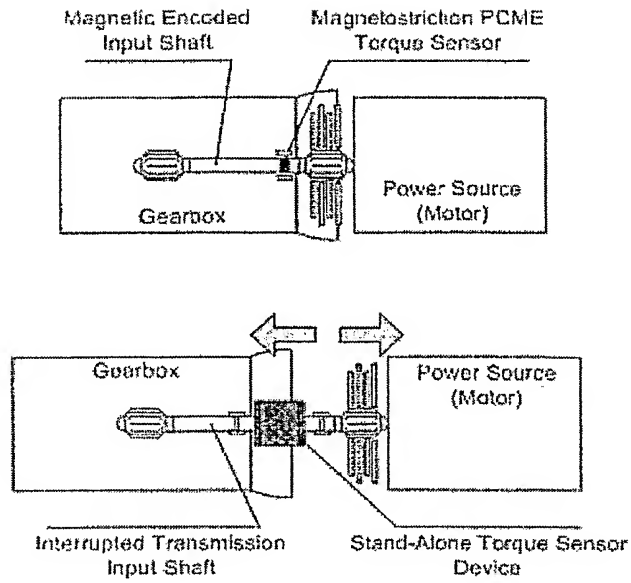 Magnetic Encoded
Input Shaft
Magnetostriction PCME
Torque Sensor
Gearbox
Power Source
(Motor)
Gearbox
Power Source
(Motor)
Interrupted Transmission
Input Shaft
Stand-Alone Torque Sensor
Device